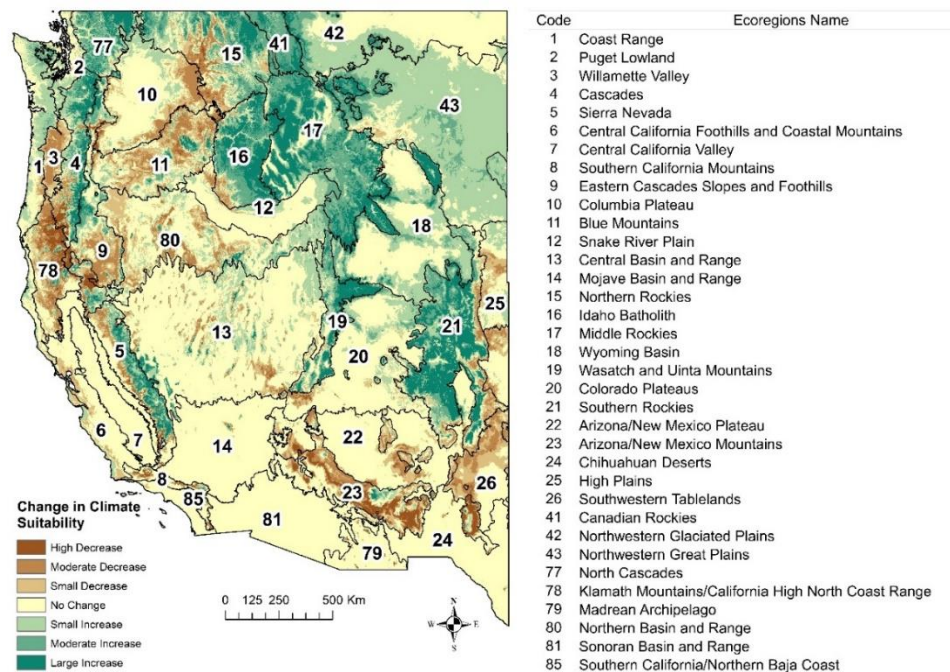 77
2
15
41
42
10
43
1
3
4
11
16
17
12
18
78
9
80
13
5
19
20
21
25
6
7
14
22
8
85
23
26
81
79
24
Change in Climate
Suitability
High Decrease
Moderate Decrease
Small Decrease
No Change
Small Increase
Moderate Increase
Large Increase
0 125 250 500 Km
N
W E
S
Code Ecoregions Name
1 Coast Range
2 Puget Lowland
3 Willamette Valley
4 Cascades
5 Sierra Nevada
6 Central California Foothills and Coastal Mountains
7 Central California Valley
8 Southern California Mountains
9 Eastern Cascades Slopes and Foothills
10 Columbia Plateau
11 Blue Mountains
12 Snake River Plain
13 Central Basin and Range
14 Mojave Basin and Range
15 Northern Rockies
16 Idaho Batholith
17 Middle Rockies
18 Wyoming Basin
19 Wasatch and Uinta Mountains
20 Colorado Plateaus
21 Southern Rockies
22 Arizona/New Mexico Plateau
23 Arizona/New Mexico Mountains
24 Chihuahuan Deserts
25 High Plains
26 Southwestern Tablelands
41 Canadian Rockies
42 Northwestern Glaciated Plains
43 Northwestern Great Plains
77 North Cascades
78 Klamath Mountains/California High North Coast Range
79 Madrean Archipelago
80 Northern Basin and Range
81 Sonoran Basin and Range
85 Southern California/Northern Baja Coast